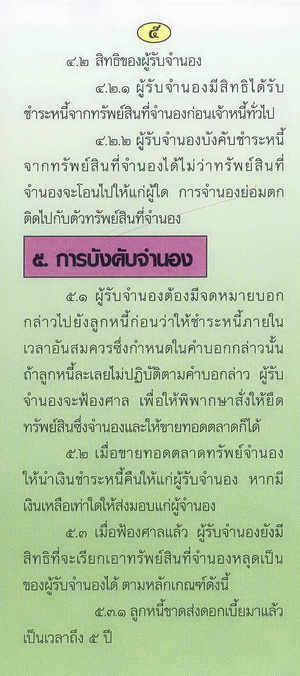 ๕
๔.๒ สิทธิของผู้รับจำนอง
๔.๒.๑ ผู้รับจำนองมีสิทธิได้รับ
ชำระหนี้จากทรัพย์สินที่จำนองก่อนเจ้าหนี้ทั่วไป
๔.๒.๒ ผู้รับจำนองบังคับชำระหนี้
จากทรัพย์สินที่จำนองได้ไม่ว่าทรัพย์สินที่
จำนองจะโอนไปให้แก่ผู้ใด การจำนองย่อมตก
ติดไปกับตัวทรัพย์สินที่จำนอง
๕. การบังคับจำนอง
๕.๑ ผู้รับจำนองต้องมีจดหมายบอก
กล่าวไปยังลูกหนี้ก่อนว่าให้ชำระหนี้ภายใน
เวลาอันสมควรซึ่งกำหนดในคำบอกกล่าวนั้น
ถ้าลูกหนี้ละเลยไม่ปฏิบัติตามคำบอกล่าว ผู้รับ
จำนองจะฟ้องศาล เพื่อให้พิพากษาสั่งให้ยึด
ทรัพย์สินซึ่งจำนองและให้ขายทอดตลาดก็ได้
๕.๒ เมื่อขายทอดตลาดทรัพย์จำนอง
ให้นำเงินชำระหนี้คืนให้แก่ผู้รับจำนอง หากมี
เงินเหลือเท่าใดให้ส่งมอบแก่ผู้จำนอง
๕.๓ เมื่อฟ้องศาลแล้ว ผู้รับจำนองยังมี
สิทธิที่จะเรียกเอาทรัพย์สินที่จำนองหลุดเป็น
ของผู้รับจำนองได้ ตามหลักเกณฑ์ดังนี้
๕.๓.๑ ลูกหนี้ขาดส่งดอกเบี้ยมาแล้ว
เป็นเวลาถึง ๕ ปี